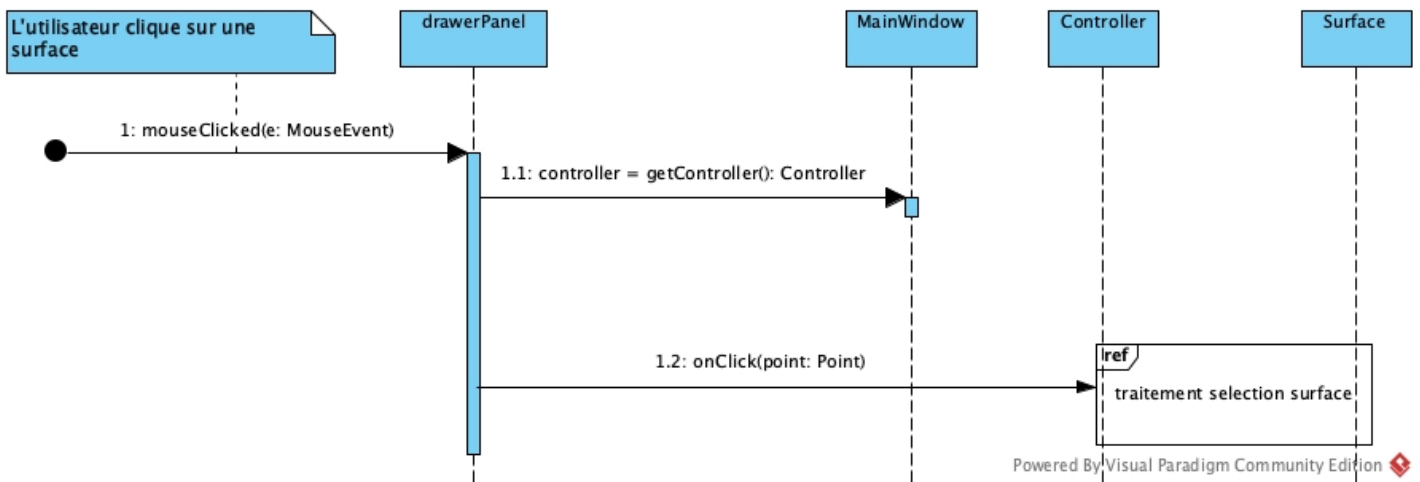 L'utilisateur clique sur une
surface
drawerPanel
MainWindow
Controller
Surface
1: mouseClicked(e: MouseEvent)
1.1: controller = getController(): Controller
1.2: onClick(point: Point)
ref
traitement selection surface
Powered By Visual Paradigm Community Edition